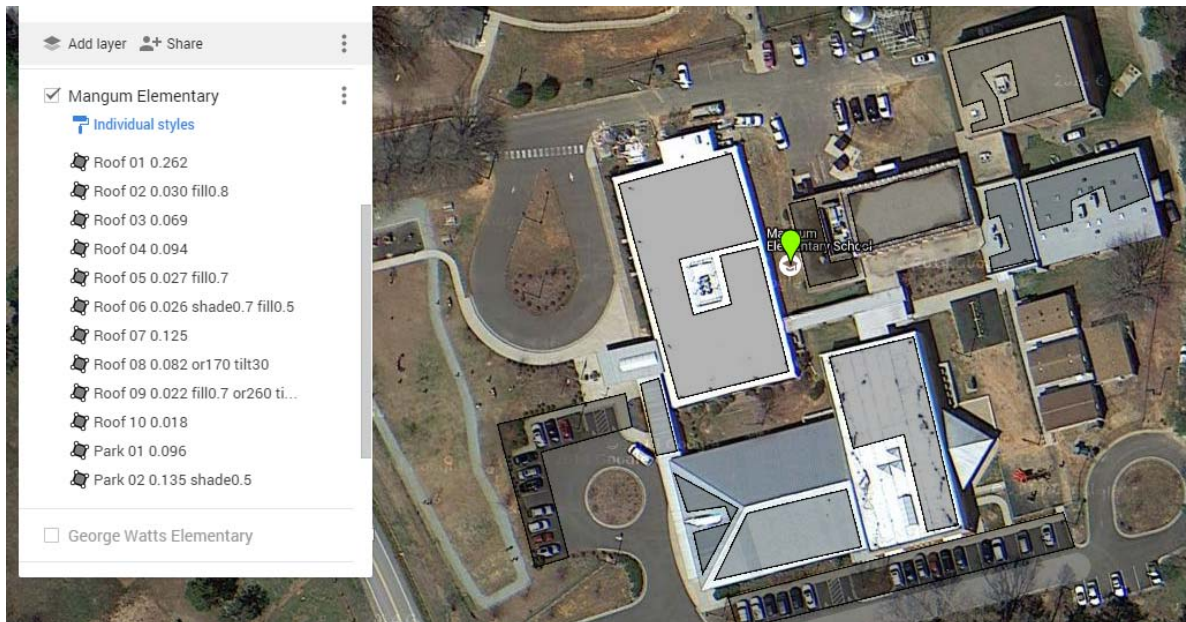 Add layer Share
Mangum Elementary
Individual styles
Roof 01 0.262
Roof 02 0.030 fill0.8
Roof 03 0.069
Roof 04 0.094
Roof 05 0.027 fill0.7
Roof 06 0.026 shade0.7 fill0.5
Roof 07 0.125
Roof 08 0.082 or170 tilt30
Roof 09 0.022 fill0.7 or260 ti...
Roof 10 0.018
Park 01 0.096
Park 02 0.135 shade0.5
George Watts Elementary
Mangum
Elementary School